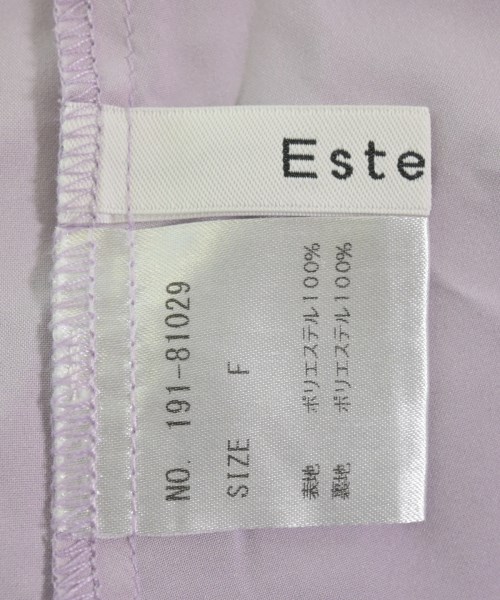 Este
NO. 191-81029
SIZE F
表地 ポリエステル100%
裏地 ポリエステル100%